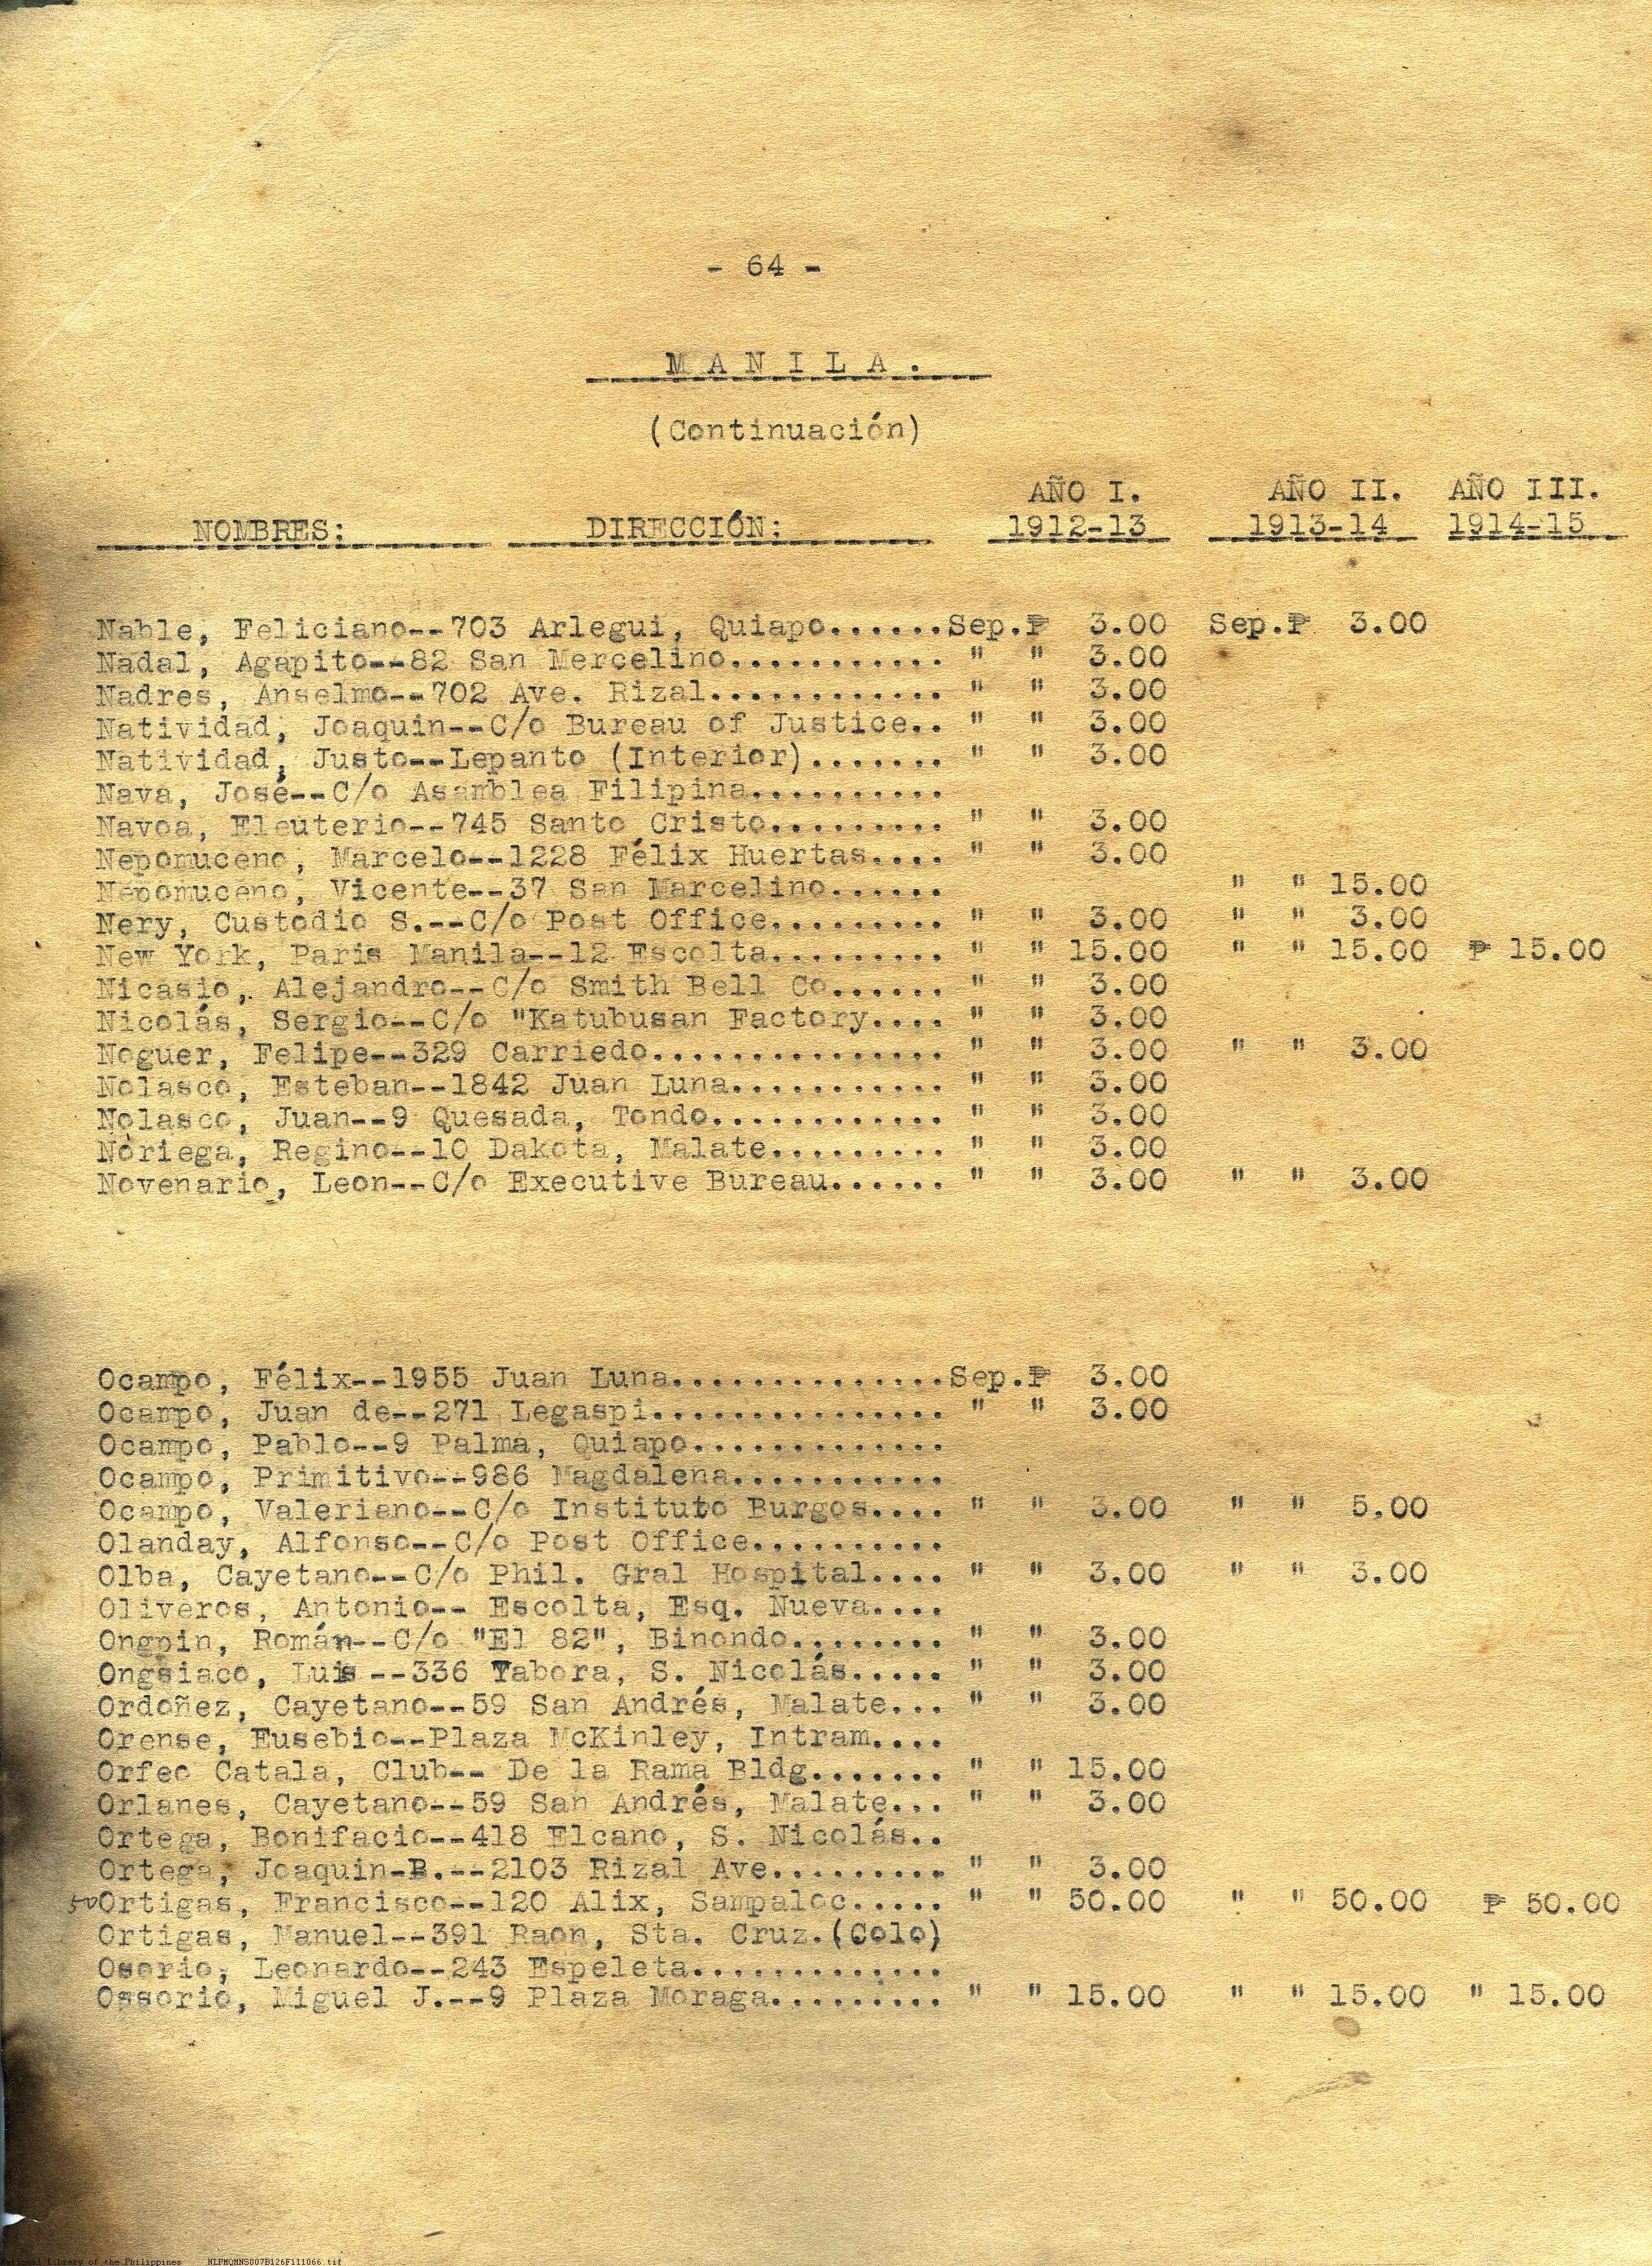 - 64 -
M A N I L A .
(Continuación)
AÑO I. AÑO II. AÑO III.
NOMBRES: DIRECCIÓN: 1912-13 1913-14 1914-15
Nable, Feliciano--703 Arlegui, Quiapo......Sep.₱ 3.00 Sep.₱ 3.00
Nadal, Agapito--82 San Mercelino........... " " 3.00
Nadres, Anselmo--702 Ave. Rizal............ " " 3.00
Natividad, Joaquin--C/o Bureau of Justice.. " " 3.00
Natividad, Justo--Lepanto (Interior)....... " " 3.00
Nava, José--C/o Asamblea Filipina..........
Navoa, Eleuterio--745 Santo Cristo......... " " 3.00
Nepomuceno, Marcelo--1228 Félix Huertas.... " " 3.00
Nepomuceno, Vicente--37 San Marcelino...... " " 15.00
Nery, Custodio S.--C/o Post Office......... " " 3.00 " " 3.00
New York, Paris Manila--12 Escolta......... " " 15.00 " " 15.00 ₱ 15.00
Nicasio, Alejandro--C/o Smith Bell Co...... " " 3.00
Nicolás, Sergio--C/o "Katubusan Factory.... " " 3.00
Noguer, Felipe--329 Carriedo............... " " 3.00 " " 3.00
Nolasco, Esteban--1842 Juan Luna........... " " 3.00
Nolasco, Juan--9 Quesada, Tondo............ " " 3.00
Noriega, Regino--10 Dakota, Malate......... " " 3.00
Novenario, Leon--C/o Executive Bureau...... " " 3.00 " " 3.00
Ocampo, Félix--1955 Juan Luna..............Sep.₱ 3.00
Ocampo, Juan de--271 Legaspi............... " " 3.00
Ocampo, Pablo--9 Palma, Quiapo.............
Ocampo, Primitivo--986 Magdalena...........
Ocampo, Valeriano--C/o Instituto Burgos.... " " 3.00 " " 5.00
Olanday, Alfonso--C/o Post Office..........
Olba, Cayetano--C/o Phil. Gral Hospital.... " " 3.00 " " 3.00
Oliveros, Antonio-- Escolta, Esq. Nueva....
Ongpin, Román--C/o "El 82", Binondo........ " " 3.00
Ongsiaco, Luis --336 Tabora, S. Nicolás..... " " 3.00
Ordoñez, Cayetano--59 San Andrés, Malate... " " 3.00
Orense, Eusebio--Plaza McKinley, Intram....
Orfeo Catala, Club-- De la Rama Bldg....... " " 15.00
Orlanes, Cayetano--59 San Andrés, Malate... " " 3.00
Ortega, Bonifacio--418 Elcano, S. Nicolás..
Ortega, Joaquin-B.--2103 Rizal Ave......... " " 3.00
50 Ortigas, Francisco--120 Alix, Sampaloc..... " " 50.00 " " 50.00 ₱ 50.00
Ortigas, Manuel--391 Raon, Sta. Cruz.(Colo)
Osorio, Leonardo--243 Espeleta.............
Ossorio, Miguel J.--9 Plaza Moraga......... " " 15.00 " " 15.00 " 15.00
National Library of the Philippines NLPMQMNS007B126F111066.tif